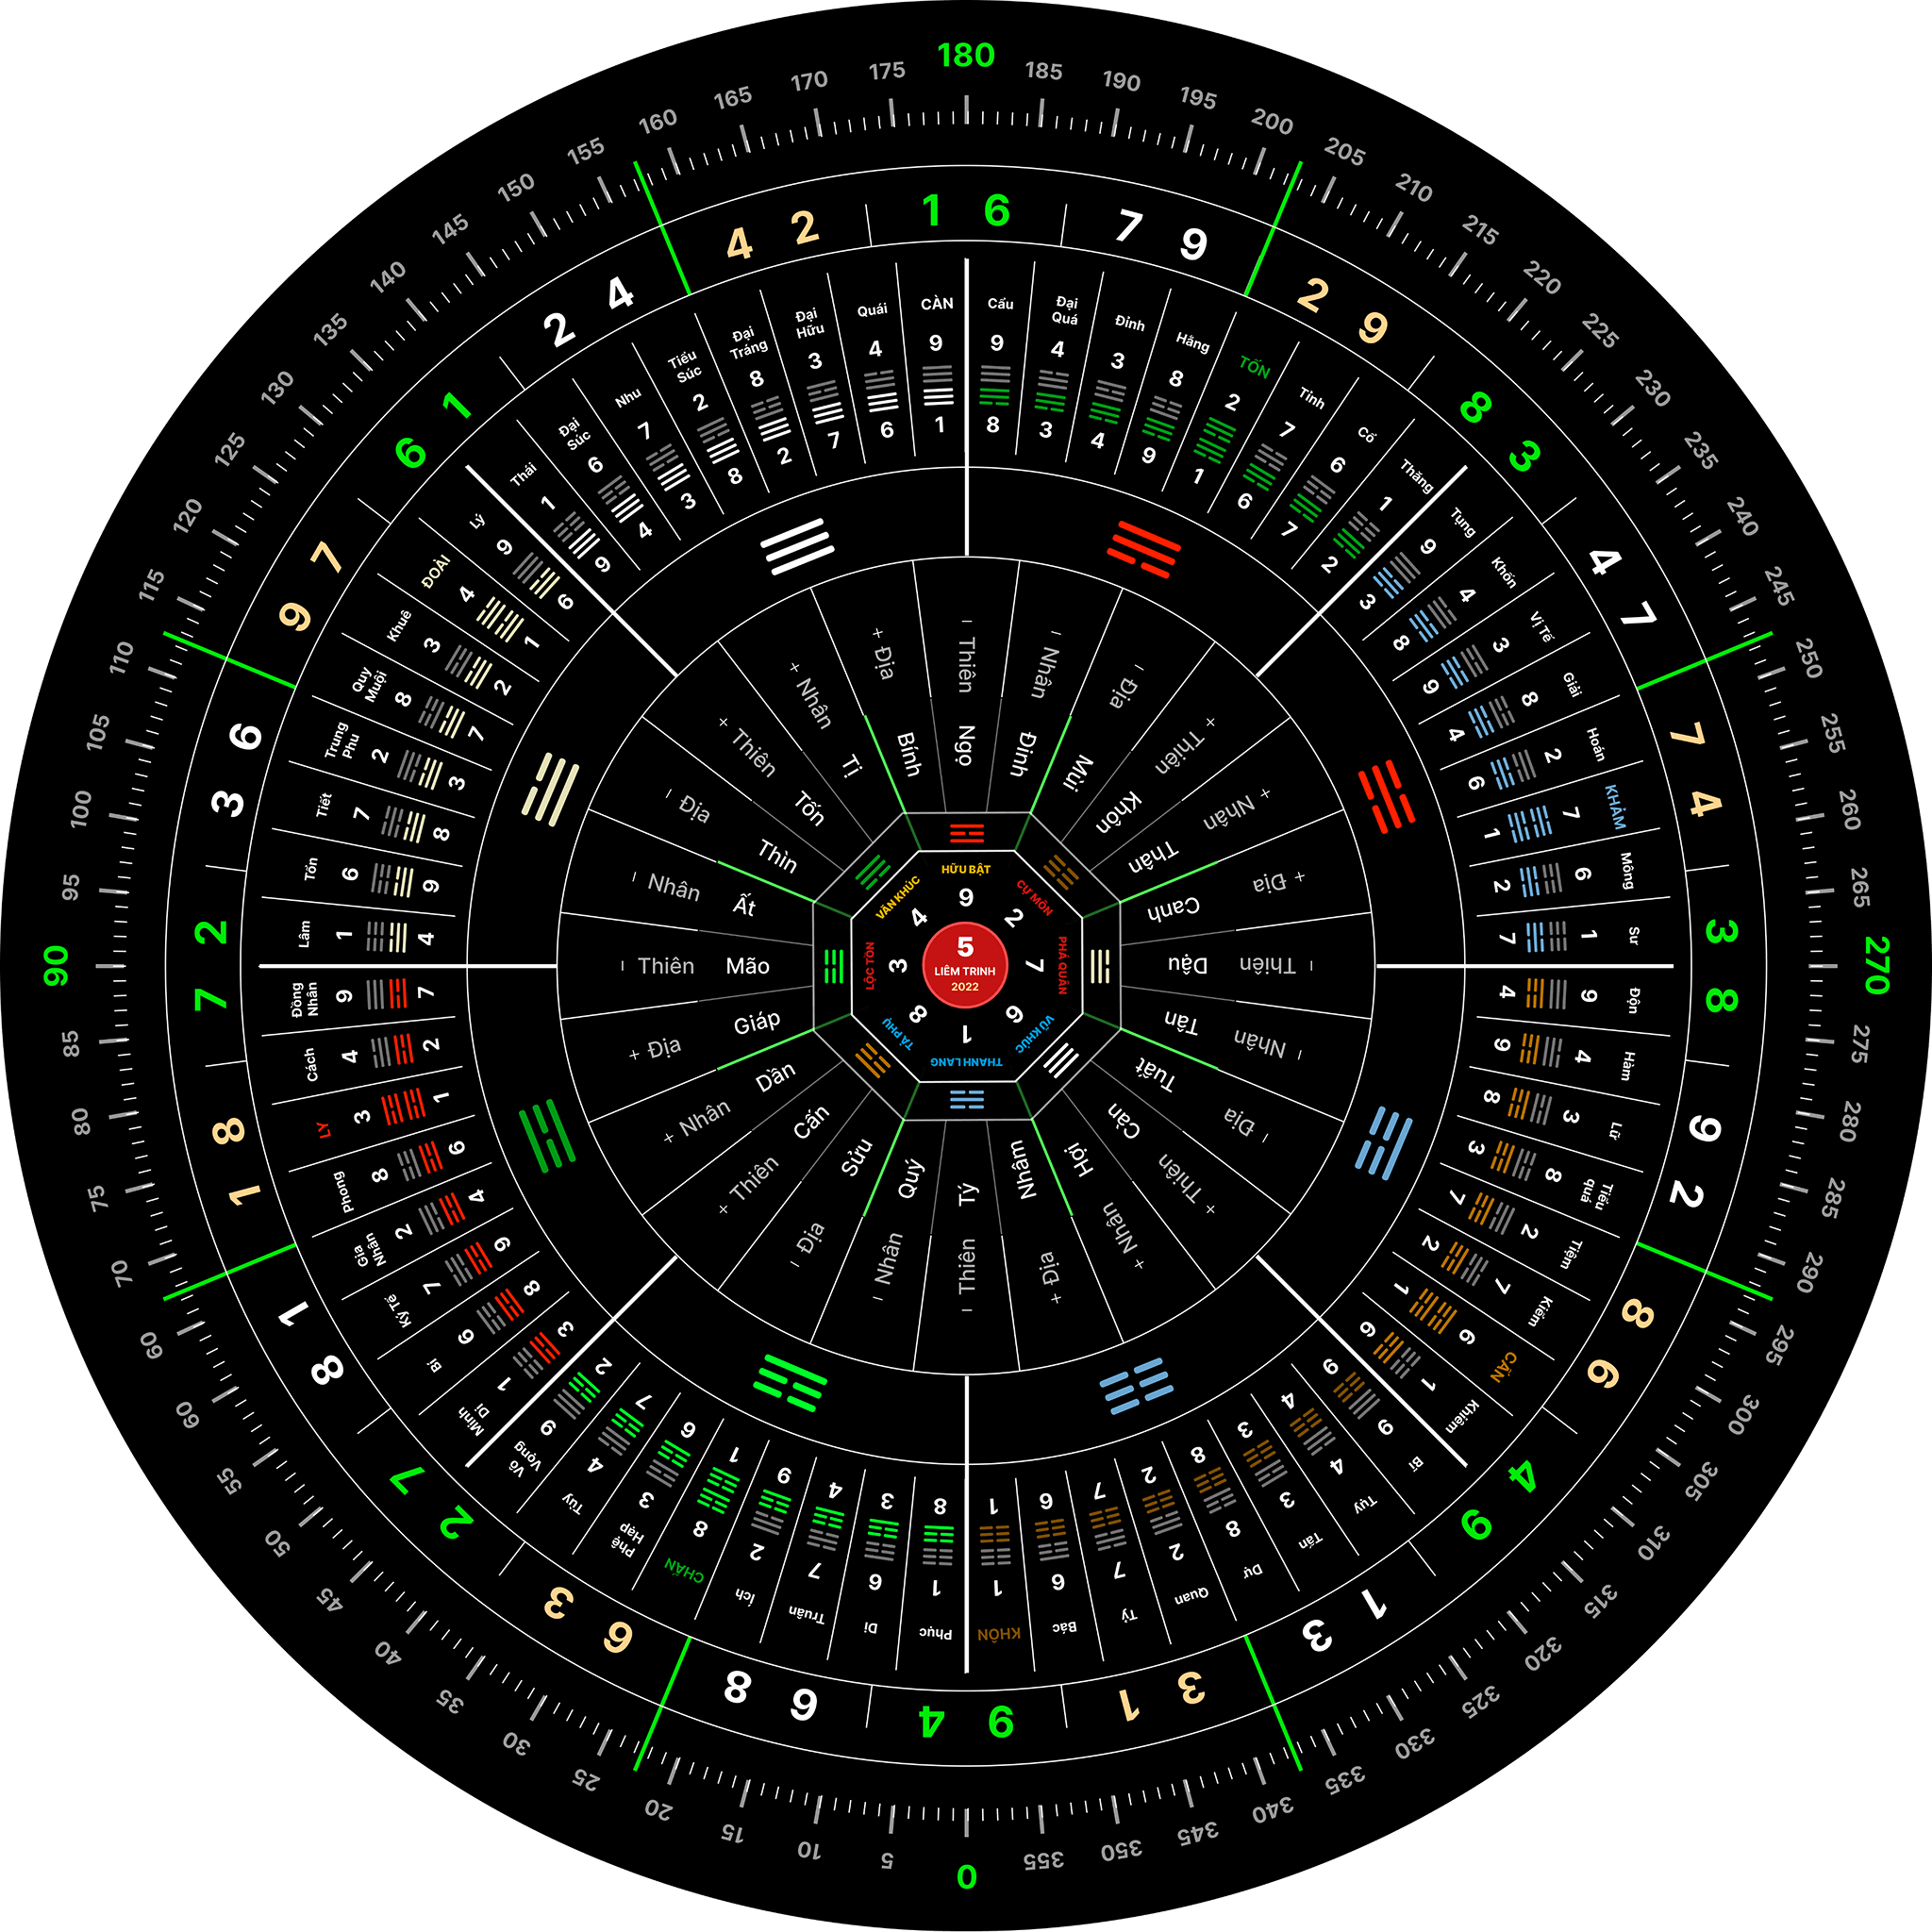 180
185
190
195
200
205
210
215
220
225
230
235
240
245
250
255
260
265
270
275
280
285
290
295
300
305
310
315
320
325
330
335
340
345
350
355
0
5
10
15
20
25
30
35
40
45
50
55
60
65
70
75
80
85
90
95
100
105
110
115
120
125
130
135
140
145
150
155
160
165
170
175
1 6
7 9
2 9
8 3
4 7
7 4
3 8
9 2
8 6
4 9
1 3
3 1
9 4
6 8
6 3
2 7
8 1
1 8
7 2
3 6
9 7
6 1
2 4
4 2
Cấu
9
8
Đại
Quá
4
3
Đỉnh
3
4
Hằng
8
9
TỐN
2
1
Tỉnh
7
6
Cổ
6
7
Thăng
1
2
Tụng
9
3
Khốn
4
8
Vị Tế
3
9
Giải
8
4
Hoán
2
6
KHẢM
7
1
Mông
6
2
Sư
1
7
Độn
9
4
Hàm
4
9
Lữ
3
8
Tiểu
quá
8
3
Tiệm
2
7
Kiểm
7
2
CẤN
6
1
Khiêm
1
6
Bĩ
9
9
Tụy
4
4
Tấn
3
3
Dự
8
8
Quan
2
2
Tỷ
7
7
Bác
6
6
KHÔN
1
1
Phục
1
8
Di
6
3
Truân
7
4
Ích
2
9
CHẤN
8
1
Phệ
Hạp
3
6
Tùy
4
7
Vô
Vọng
9
2
Minh
Di
1
3
Bí
6
8
Ký Tế
7
9
Gia
Nhân
2
4
Phong
8
6
LY
3
1
Cách
4
2
Đồng
Nhân
9
7
Lâm
1
4
Tổn
6
9
Tiết
7
8
Trung
Phu
2
3
Quy
Muội
8
7
Khuê
3
2
ĐOÀI
4
1
Lý
9
6
Thái
1
9
Đại
Súc
6
4
Nhu
7
3
Tiểu
Súc
2
8
Đại
Tráng
8
2
Đại
Hữu
3
7
Quái
4
6
CÀN
9
1
– Thiên Ngọ
– Nhân Đinh
– Địa Mùi
+ Thiên Khôn
+ Nhân Thân
+ Địa Canh
– Thiên Dậu
– Nhân Tân
– Địa Tuất
+ Thiên Càn
+ Nhân Hợi
+ Địa Nhâm
– Thiên Tý
– Nhân Quý
– Địa Sửu
+ Thiên Cấn
+ Nhân Dần
+ Địa Giáp
– Thiên Mão
– Nhân Ất
– Địa Thìn
+ Thiên Tốn
+ Nhân Tị
+ Địa Bính
HỮU BẬT
9
CỰ MÔN
2
PHÁ QUÂN
7
VŨ KHÚC
6
THANH LANG
1
TẢ PHỤ
8
LỘC TỒN
3
VĂN KHÚC
4
5
LIÊM TRINH
2022